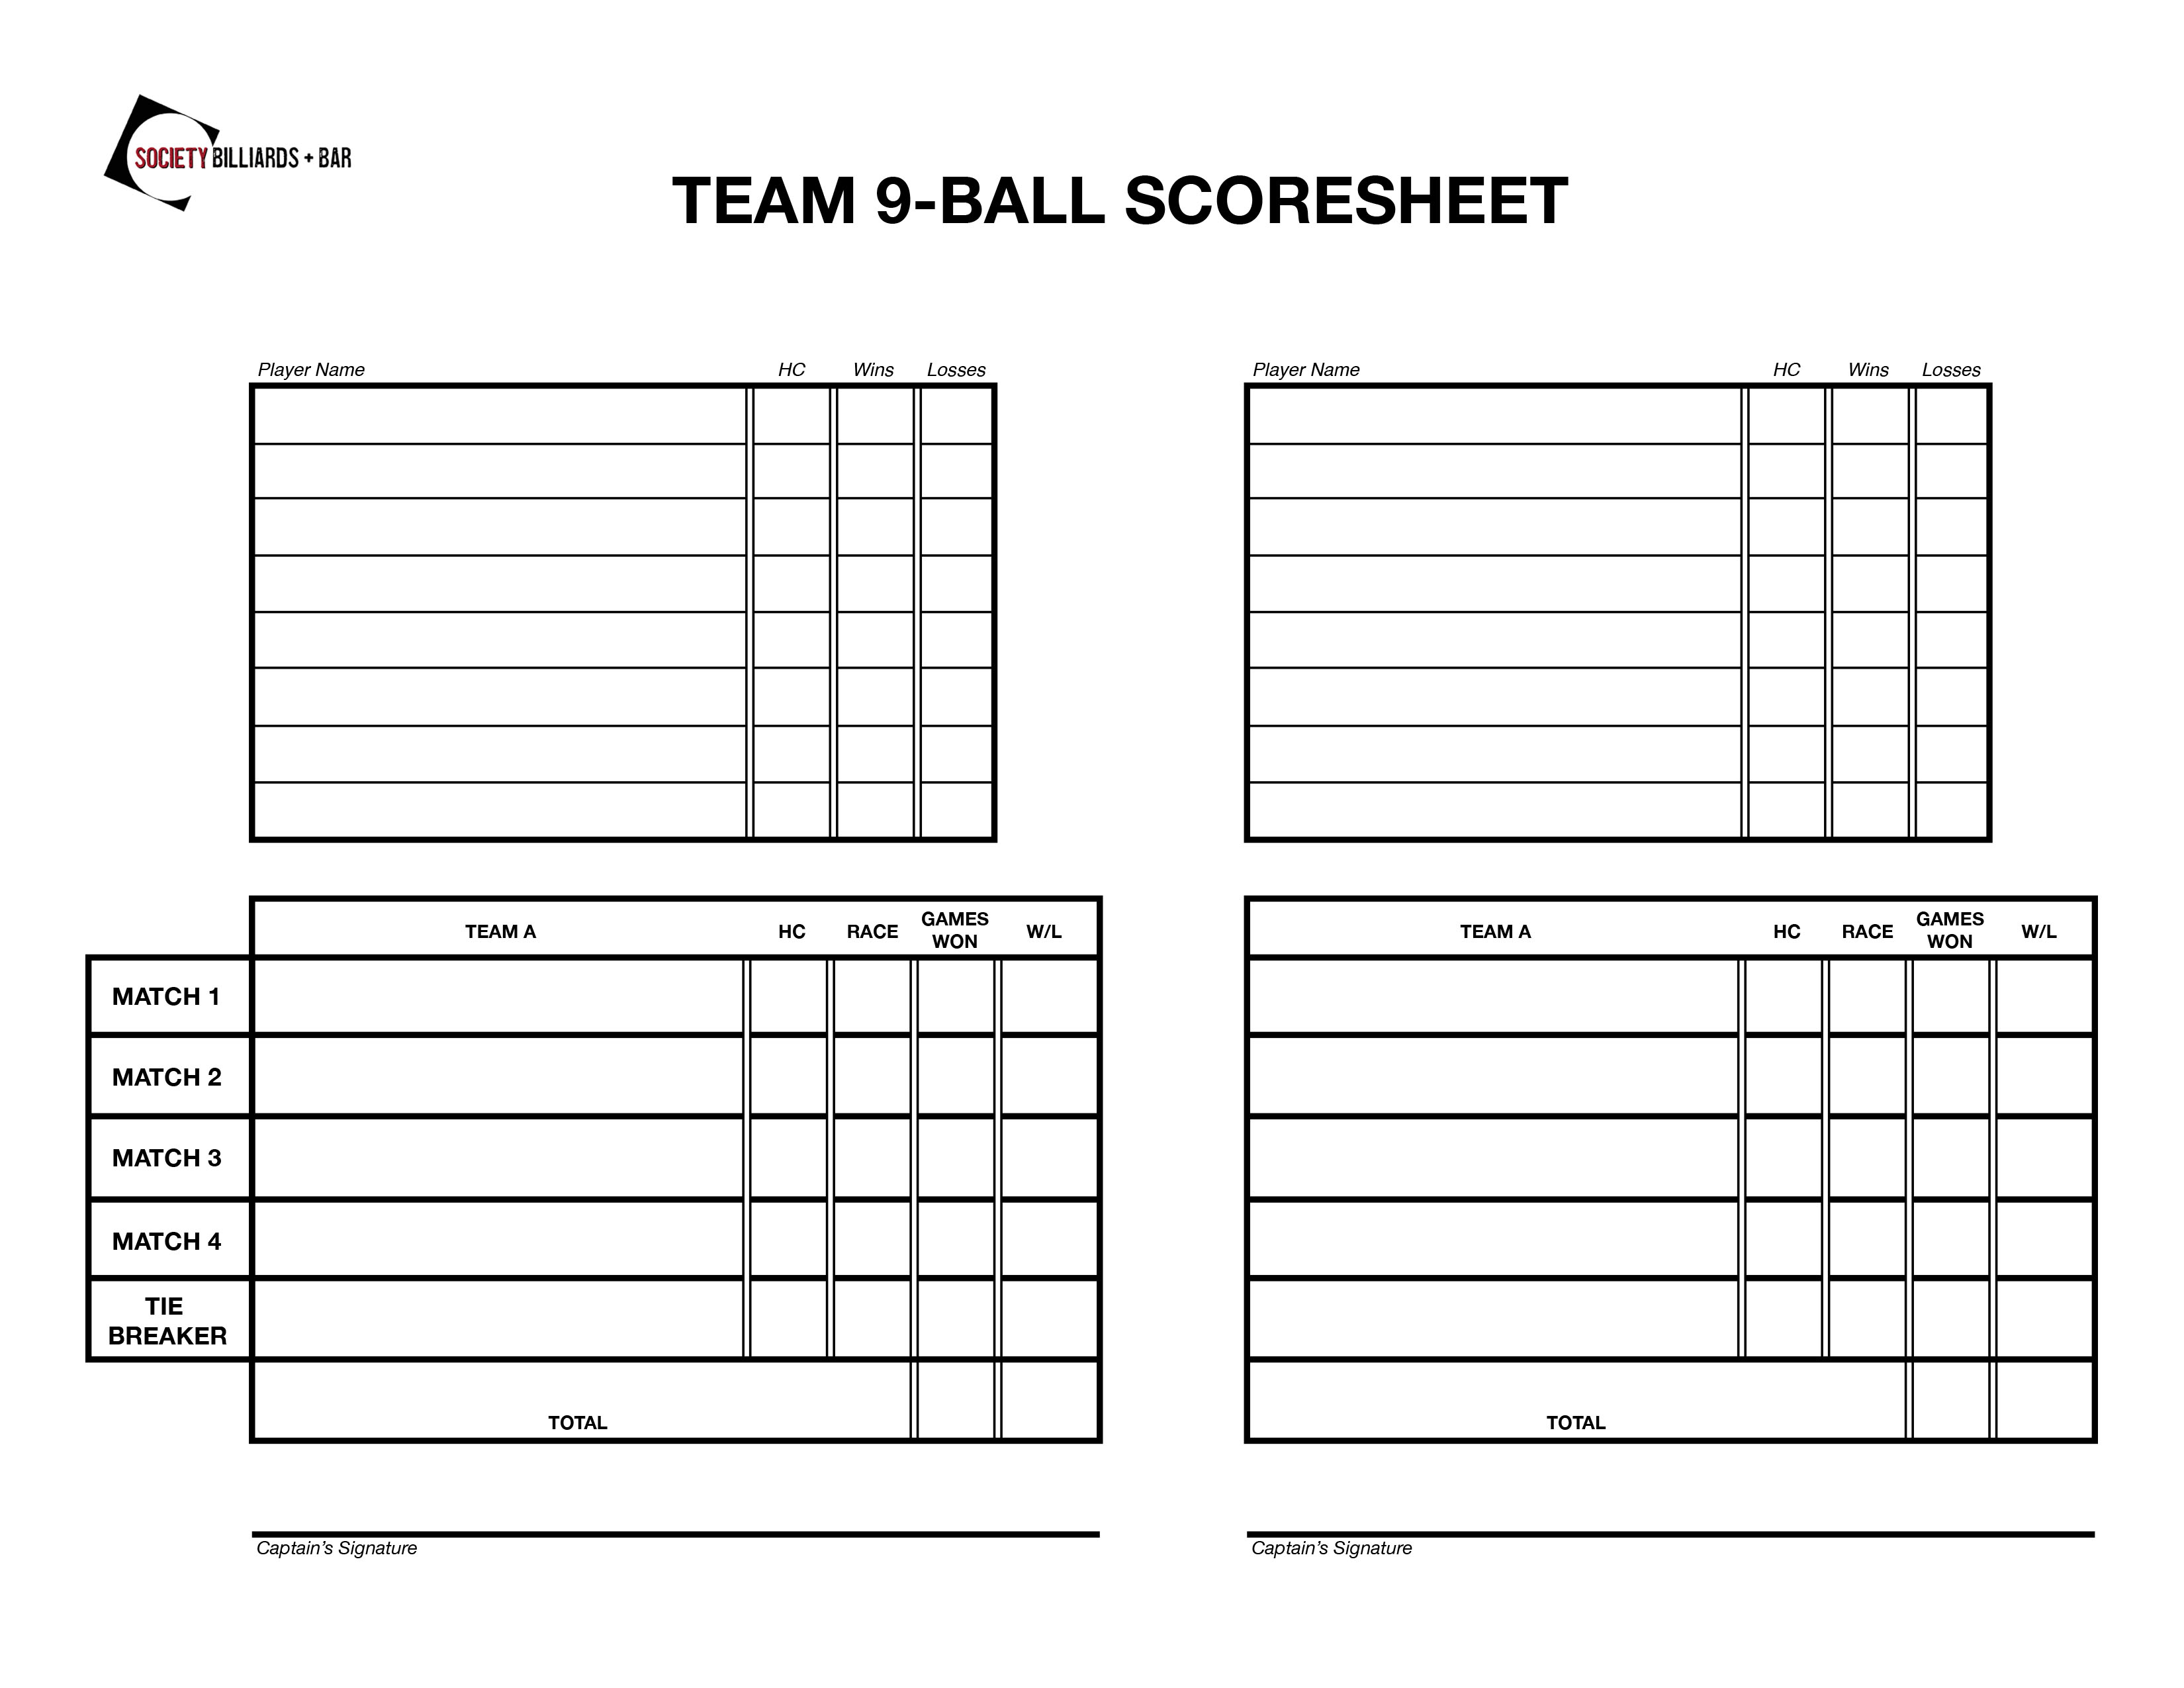 SOCIETY BILLIARDS + BAR
TEAM 9-BALL SCORESHEET
Player Name HC Wins Losses
Player Name HC Wins Losses
TEAM A HC RACE GAMES WON W/L
TEAM A HC RACE GAMES WON W/L
MATCH 1
MATCH 2
MATCH 3
MATCH 4
TIE
BREAKER
TOTAL
TOTAL
Captain’s Signature
Captain’s Signature